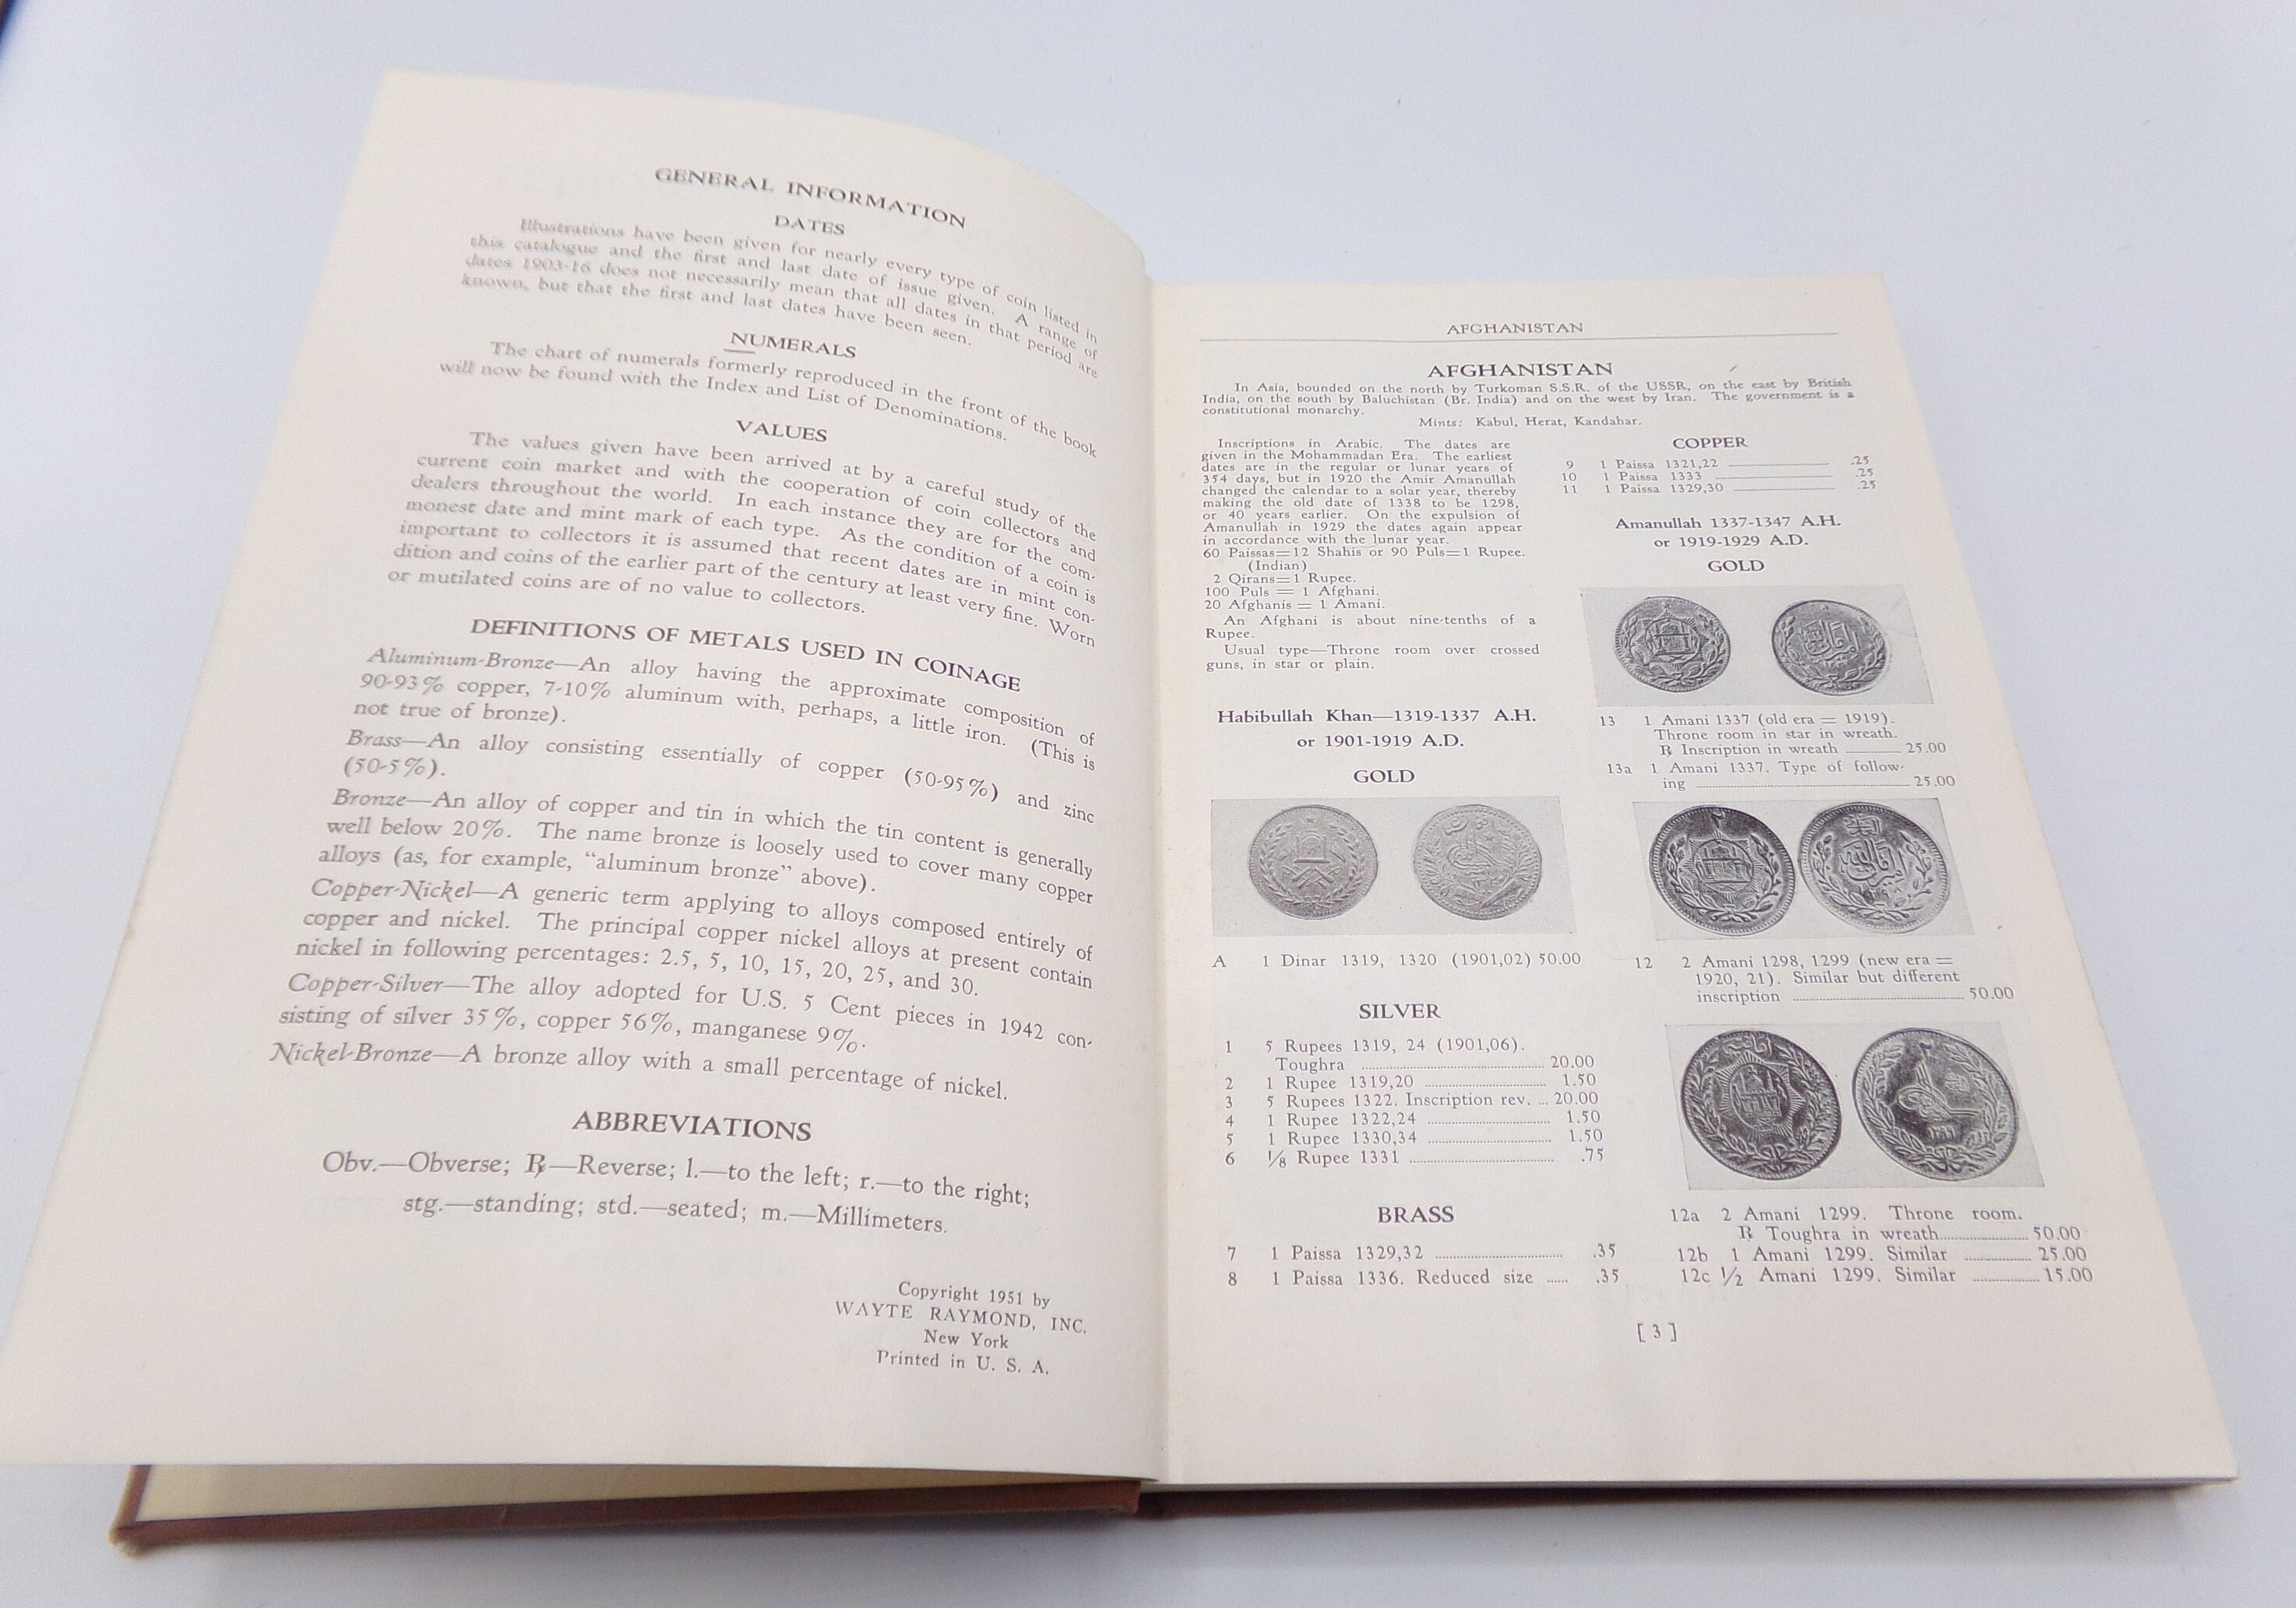 GENERAL INFORMATION
DATES
Illustrations have been given for nearly every type of coin listed in
this catalogue and the first and last date of issue given. A range of
dates 1903-16 does not necessarily mean that all dates in that period are
known, but that the first and last dates have been seen.
NUMERALS
The chart of numerals formerly reproduced in the front of the book
will now be found with the Index and List of Denominations.
VALUES
The values given have been arrived at by a careful study of the
current coin market and with the cooperation of coin collectors and
dealers throughout the world. In each instance they are for the com-
monest date and mint mark of each type. As the condition of a coin is
important to collectors it is assumed that recent dates are in mint con-
dition and coins of the earlier part of the century at least very fine. Worn
or mutilated coins are of no value to collectors.
DEFINITIONS OF METALS USED IN COINAGE
Aluminum-Bronze—An alloy having the approximate composition of
90-93% copper, 7-10% aluminum with, perhaps, a little iron. (This is
not true of bronze).
Brass—An alloy consisting essentially of copper (50-95%) and zinc
(50-5%).
Bronze—An alloy of copper and tin in which the tin content is generally
well below 20%. The name bronze is loosely used to cover many copper
alloys (as, for example, “aluminum bronze” above).
Copper-Nickel—A generic term applying to alloys composed entirely of
copper and nickel. The principal copper nickel alloys at present contain
nickel in following percentages: 2.5, 5, 10, 15, 20, 25, and 30.
Copper-Silver—The alloy adopted for U.S. 5 Cent pieces in 1942 con-
sisting of silver 35%, copper 56%, manganese 9%.
Nickel-Bronze—A bronze alloy with a small percentage of nickel.
ABBREVIATIONS
Obv.—Obverse; ℞—Reverse; l.—to the left; r.—to the right;
stg.—standing; std.—seated; m.—Millimeters.
Copyright 1951 by
WAYTE RAYMOND, INC.
New York
Printed in U. S. A.
AFGHANISTAN
AFGHANISTAN
In Asia, bounded on the north by Turkoman S.S.R. of the USSR, on the east by British
India, on the south by Baluchistan (Br. India) and on the west by Iran. The government is a
constitutional monarchy.
Mints: Kabul, Herat, Kandahar.
Inscriptions in Arabic. The dates are
given in the Mohammadan Era. The earliest
dates are in the regular or lunar years of
354 days, but in 1920 the Amir Amanullah
changed the calendar to a solar year, thereby
making the old date of 1338 to be 1298,
or 40 years earlier. On the expulsion of
Amanullah in 1929 the dates again appear
in accordance with the lunar year.
60 Paissas=12 Shahis or 90 Puls=1 Rupee.
(Indian)
2 Qirans=1 Rupee.
100 Puls = 1 Afghani.
20 Afghanis = 1 Amani.
An Afghani is about nine-tenths of a
Rupee.
Usual type—Throne room over crossed
guns, in star or plain.
Habibullah Khan—1319-1337 A.H.
or 1901-1919 A.D.
GOLD
A 1 Dinar 1319, 1320 (1901,02) 50.00
SILVER
1 5 Rupees 1319, 24 (1901,06).
Toughra ........ 20.00
2 1 Rupee 1319,20 ........ 1.50
3 5 Rupees 1322. Inscription rev. ... 20.00
4 1 Rupee 1322,24 ........ 1.50
5 1 Rupee 1330,34 ........ 1.50
6 ⅛ Rupee 1331 ........ .75
BRASS
7 1 Paissa 1329,32 ........ .35
8 1 Paissa 1336. Reduced size ...... .35
COPPER
9 1 Paissa 1321,22 ........ .25
10 1 Paissa 1333 ........ .25
11 1 Paissa 1329,30 ........ .25
Amanullah 1337-1347 A.H.
or 1919-1929 A.D.
GOLD
13 1 Amani 1337 (old era = 1919).
Throne room in star in wreath.
℞ Inscription in wreath ........ 25.00
13a 1 Amani 1337. Type of follow-
ing ........ 25.00
12 2 Amani 1298, 1299 (new era =
1920, 21). Similar but different
inscription ........ 50.00
12a 2 Amani 1299. Throne room.
℞ Toughra in wreath ........ 50.00
12b 1 Amani 1299. Similar ........ 25.00
12c ½ Amani 1299. Similar ........ 15.00
[ 3 ]